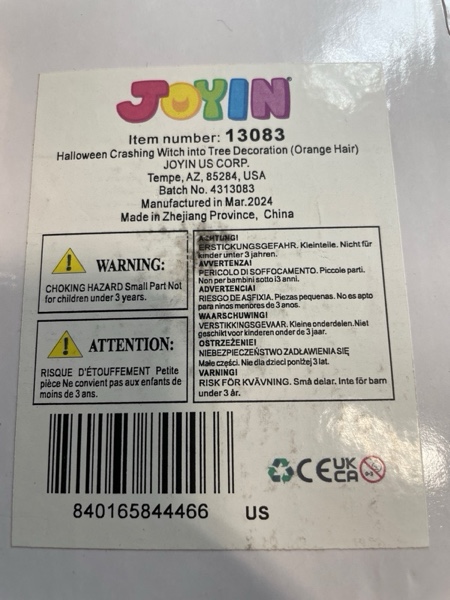 JOYIN®
Item number: 13083
Halloween Crashing Witch into Tree Decoration (Orange Hair)
JOYIN US CORP.
Tempe, AZ, 85284, USA
Batch No. 4313083
Manufactured in Mar.2024
Made in Zhejiang Province, China
WARNING:
CHOKING HAZARD Small Part Not
for children under 3 years.
ATTENTION:
RISQUE D'ÉTOUFFEMENT Petite
pièce Ne convient pas aux enfants de
moins de 3 ans.
ACHTUNG!
ERSTICKUNGSGEFAHR. Kleinteile. Nicht für
kinder unter 3 jahren.
AVVERTENZA!
PERICOLO DI SOFFOCAMENTO. Piccole parti.
Non per bambini sotto i3 anni.
ADVERTENCIA!
RIESGO DE ASFIXIA. Piezas pequenas. No es apto
para ninos menores de 3 anos.
WAARSCHUWING!
VERSTIKKINGSGEVAAR. Kleine onderdelen. Niet
geschikt voor kinderen onder de 3 jaar.
OSTRZEŻENIE!
NIEBEZPIECZEŃSTWO ZADŁAWIENIA SIĘ
Małe części. Nie dla dzieci poniżej 3 lat.
VARNING!
RISK FÖR KVÄVNING. Små delar. Inte för barn
under 3 år.
CE UK
CA
0-3
840165844466 US